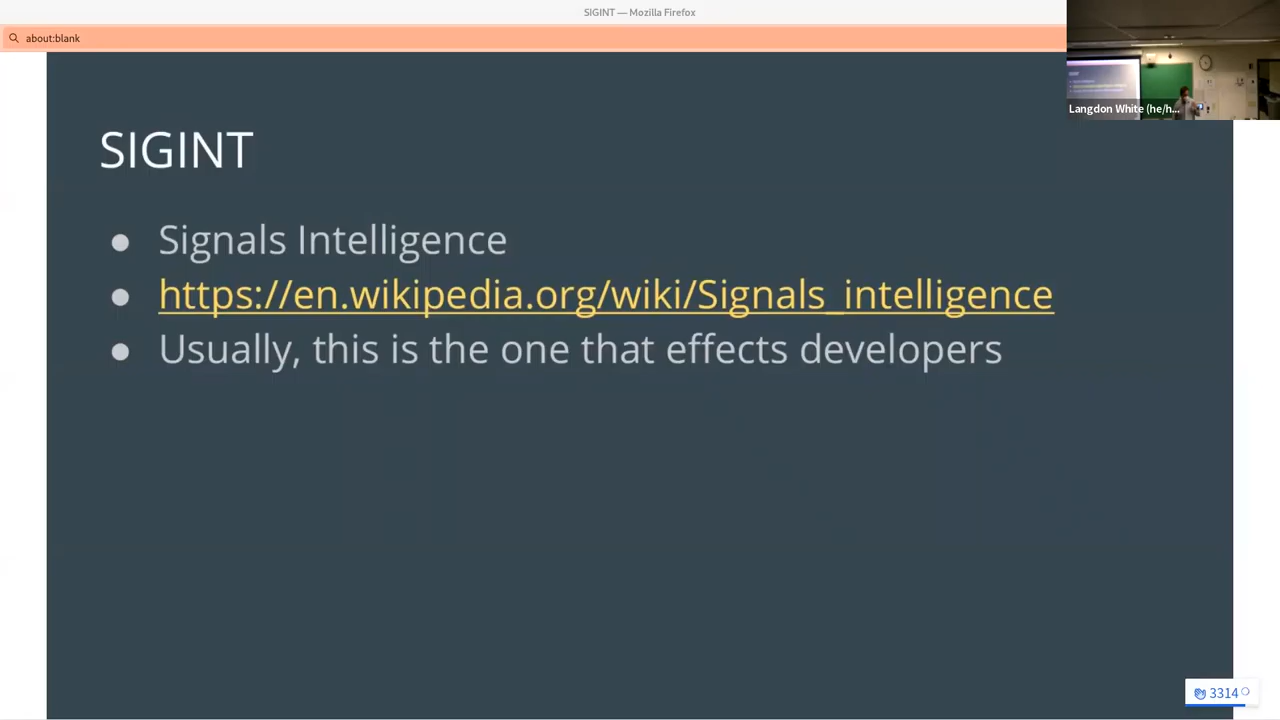 SIGINT — Mozilla Firefox
about:blank
Langdon White (he/h...
SIGINT
● Signals Intelligence
● https://en.wikipedia.org/wiki/Signals_intelligence
● Usually, this is the one that effects developers
3314